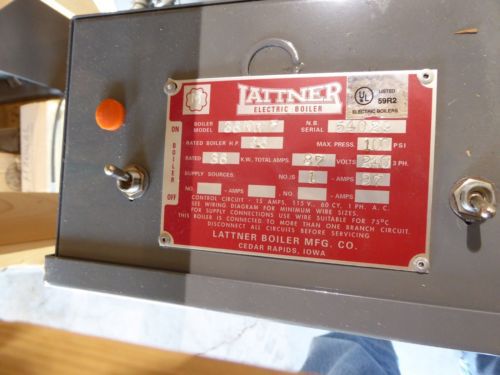 LATTNER
ELECTRIC BOILER
UL LISTED
59R2
ELECTRIC BOILERS
BOILER MODEL N.B. SERIAL
RATED BOILER H.P. MAX. PRESS. PSI
RATED 36 K.W. TOTAL AMPS 87 VOLTS 240 3 PH.
SUPPLY SOURCES: NO. 1 -AMPS
NO. -AMPS NO. -AMPS
CONTROL CIRCUIT - 15 AMPS, 115 V., 60 CY, 1 PH. A.C.
SEE WIRING DIAGRAM FOR MINIMUM WIRE SIZES.
FOR SUPPLY CONNECTIONS USE WIRE SUITABLE FOR 75°C
THIS BOILER IS CONNECTED TO MORE THAN ONE BRANCH CIRCUIT.
DISCONNECT ALL CIRCUITS BEFORE SERVICING
LATTNER BOILER MFG. CO.
CEDAR RAPIDS, IOWA
ON
BOILER
OFF